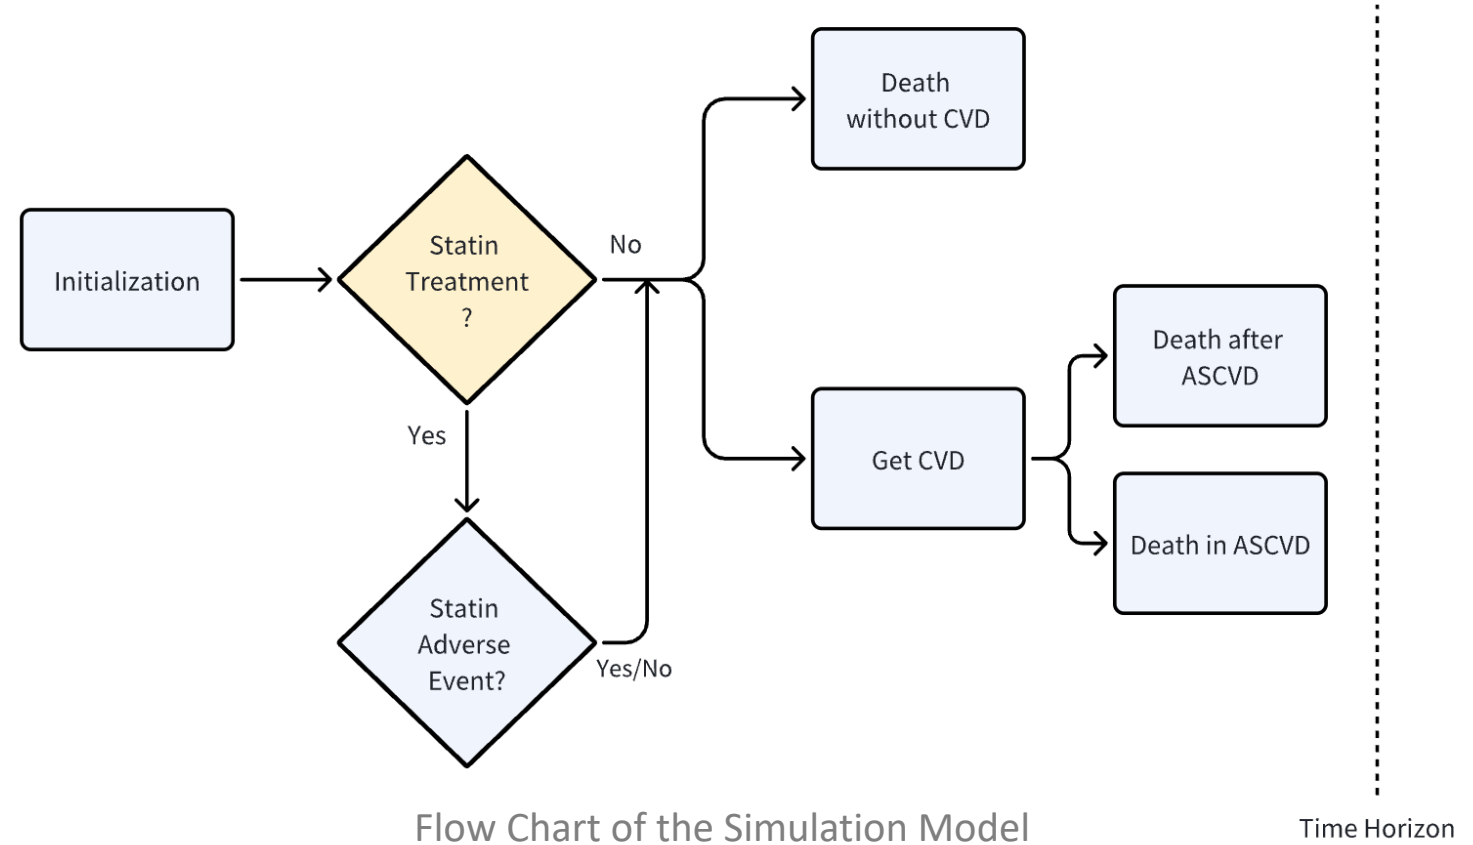 Death
without CVD
Statin
Treatment
?
No
Initialization
Yes
Death after
ASCVD
Get CVD
Death in ASCVD
Statin
Adverse
Event?
Yes/No
Flow Chart of the Simulation Model
Time Horizon